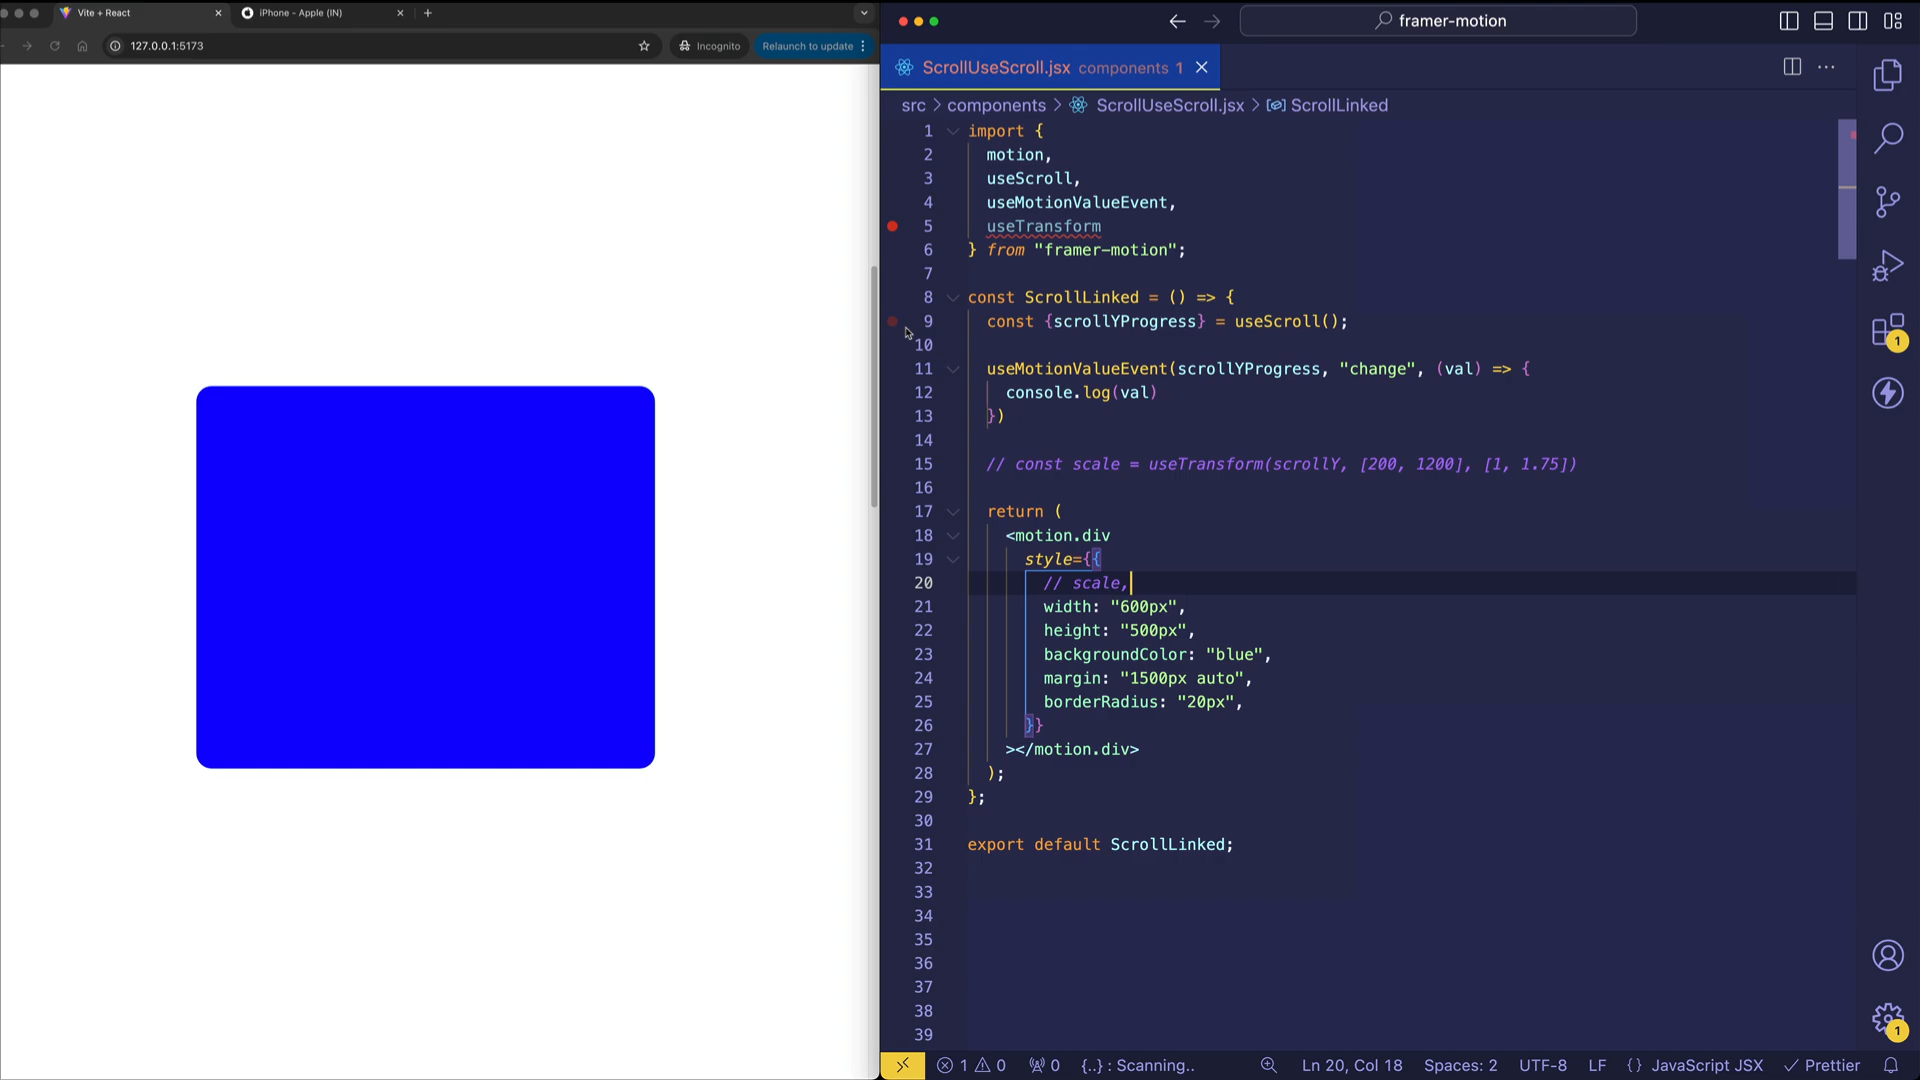 Vite + React
iPhone - Apple (IN)
127.0.0.1:5173
Incognito
Relaunch to update
framer-motion
ScrollUseScroll.jsx components 1
src > components > ScrollUseScroll.jsx > ScrollLinked
1 import {
2 motion,
3 useScroll,
4 useMotionValueEvent,
5 useTransform
6 } from "framer-motion";
7
8 const ScrollLinked = () => {
9 const {scrollYProgress} = useScroll();
10
11 useMotionValueEvent(scrollYProgress, "change", (val) => {
12 console.log(val)
13 })
14
15 // const scale = useTransform(scrollY, [200, 1200], [1, 1.75])
16
17 return (
18 <motion.div
19 style={{
20 // scale,
21 width: "600px",
22 height: "500px",
23 backgroundColor: "blue",
24 margin: "1500px auto",
25 borderRadius: "20px",
26 }}
27 ></motion.div>
28 );
29 };
30
31 export default ScrollLinked;
32
33
34
35
36
37
38
39
1
1
1 0 0 {..} : Scanning.. Ln 20, Col 18 Spaces: 2 UTF-8 LF {} JavaScript JSX Prettier